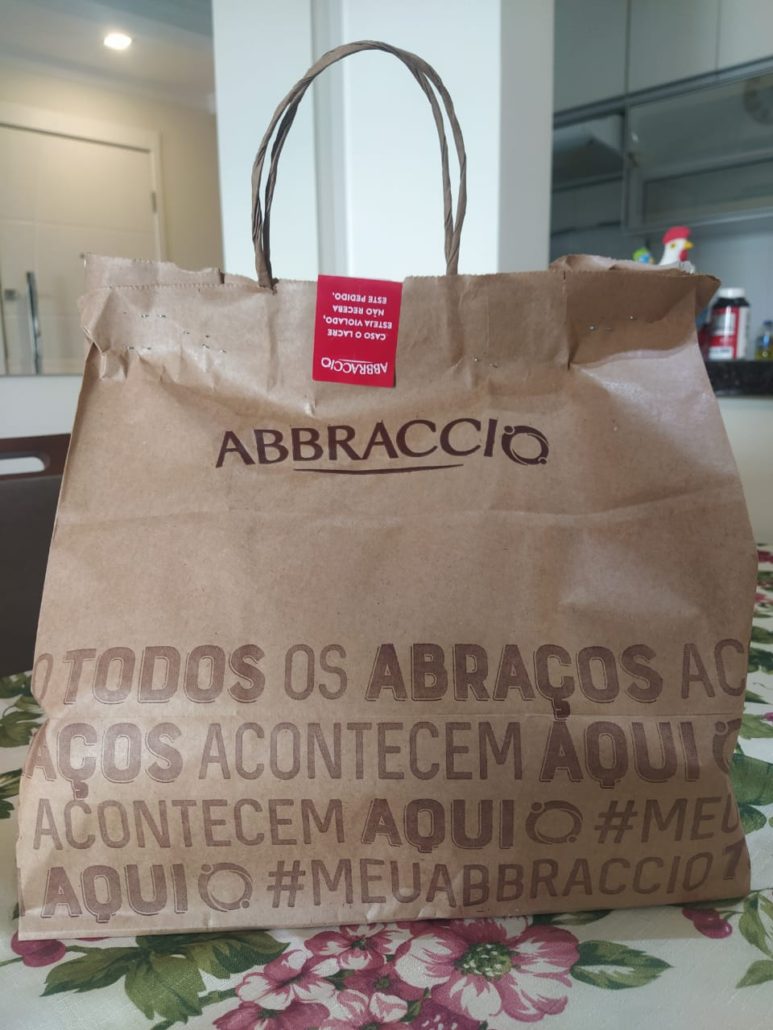 CASO O LACRE
ESTEJA VIOLADO,
NÃO RECEBA
ESTE PEDIDO.
ABBRACCIO
ABBRACCIO
O TODOS OS ABRAÇOS AC
AÇOS ACONTECEM AQUI
ACONTECEM AQUI #MEU
AQUI #MEUABBRACCIO T